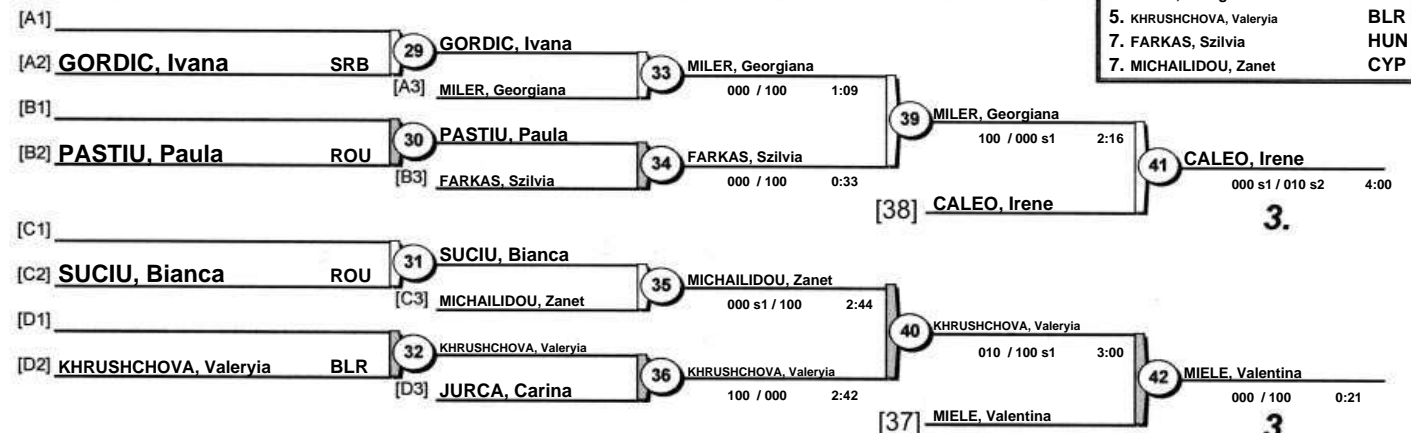 5. KHRUSHCHOVA, Valeryia BLR
7. FARKAS, Szilvia HUN
7. MICHAILIDOU, Zanet CYP
[A1]
[A2] GORDIC, Ivana SRB
29
GORDIC, Ivana
[A3] MILER, Georgiana
33
MILER, Georgiana
000 / 100 1:09
[B1]
[B2] PASTIU, Paula ROU
30
PASTIU, Paula
[B3] FARKAS, Szilvia
34
FARKAS, Szilvia
000 / 100 0:33
39
MILER, Georgiana
100 / 000 s1 2:16
[38] CALEO, Irene
41
CALEO, Irene
000 s1 / 010 s2 4:00
3.
[C1]
[C2] SUCIU, Bianca ROU
31
SUCIU, Bianca
[C3] MICHAILIDOU, Zanet
35
MICHAILIDOU, Zanet
000 s1 / 100 2:44
[D1]
[D2] KHRUSHCHOVA, Valeryia BLR
32
KHRUSHCHOVA, Valeryia
[D3] JURCA, Carina
36
KHRUSHCHOVA, Valeryia
100 / 000 2:42
40
KHRUSHCHOVA, Valeryia
010 / 100 s1 3:00
[37] MIELE, Valentina
42
MIELE, Valentina
000 / 100 0:21
3